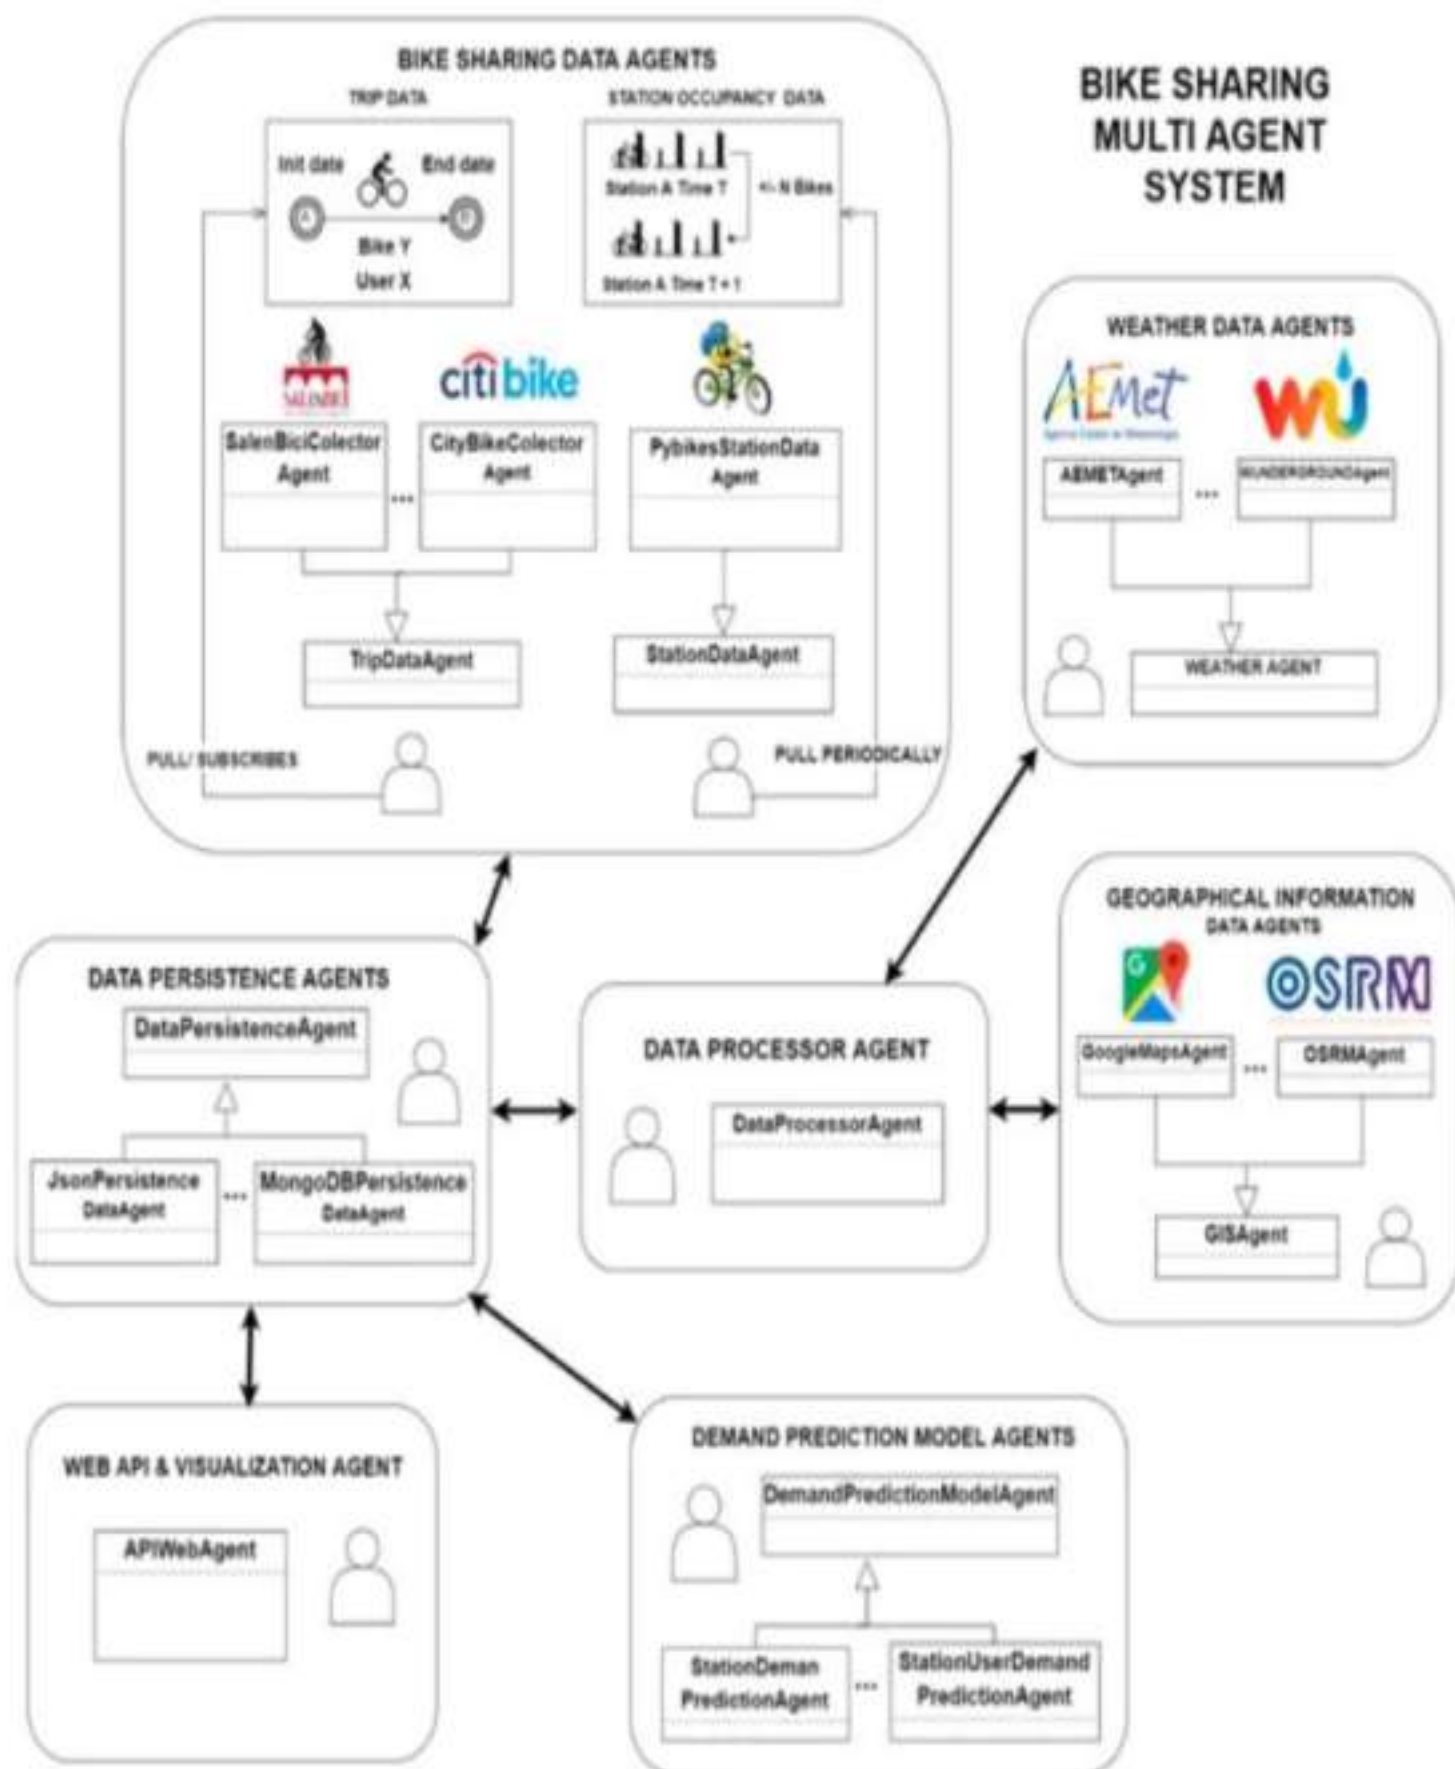 BIKE SHARING DATA AGENTS
TRIP DATA
STATION OCCUPANCY DATA
Init date
End date
A
B
Bike Y
User X
Station A Time T
+/- N Bikes
Station A Time T + 1
citi bike
SalenBiciColector
Agent
...
CityBikeColector
Agent
PybikesStationData
Agent
TripDataAgent
StationDataAgent
PULL/ SUBSCRIBES
PULL PERIODICALLY
BIKE SHARING
MULTI AGENT
SYSTEM
WEATHER DATA AGENTS
AEMet
WU
AEMETAgent
...
WUNDERGROUNDAgent
WEATHER AGENT
GEOGRAPHICAL INFORMATION
DATA AGENTS
G
OSRM
GoogleMapsAgent
...
OSRMAgent
GISAgent
DATA PERSISTENCE AGENTS
DataPersistenceAgent
JsonPersistence
DataAgent
...
MongoDBPersistence
DataAgent
DATA PROCESSOR AGENT
DataProcessorAgent
WEB API & VISUALIZATION AGENT
APIWebAgent
DEMAND PREDICTION MODEL AGENTS
DemandPredictionModelAgent
StationDeman
PredictionAgent
...
StationUserDemand
PredictionAgent